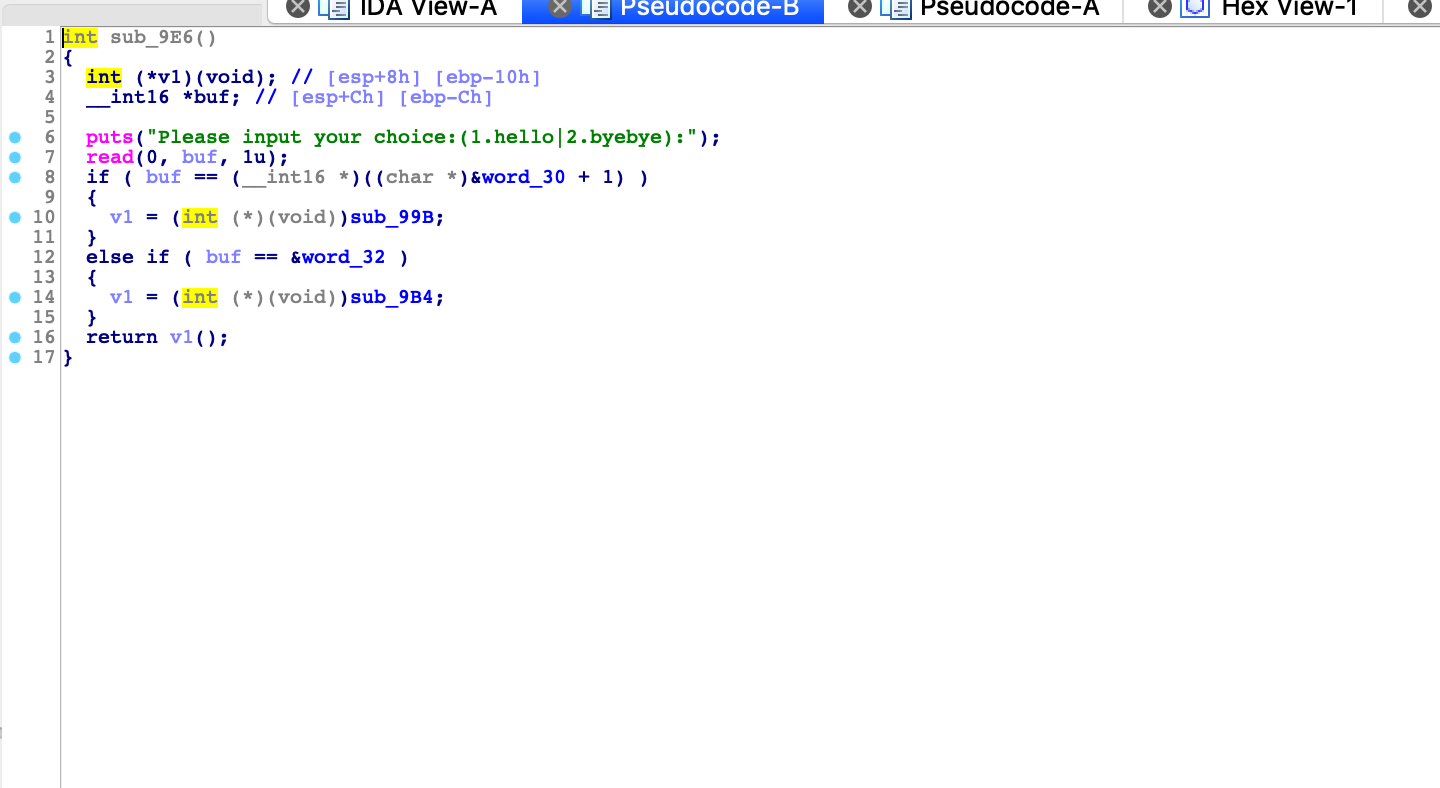 IDA View-A Pseudocode-B Pseudocode-A Hex View-1
1 int sub_9E6()
2 {
3 int (*v1)(void); // [esp+8h] [ebp-10h]
4 __int16 *buf; // [esp+Ch] [ebp-Ch]
5
6 puts("Please input your choice:(1.hello|2.byebye):");
7 read(0, buf, 1u);
8 if ( buf == (__int16 *)((char *)&word_30 + 1) )
9 {
10 v1 = (int (*)(void))sub_99B;
11 }
12 else if ( buf == &word_32 )
13 {
14 v1 = (int (*)(void))sub_9B4;
15 }
16 return v1();
17 }